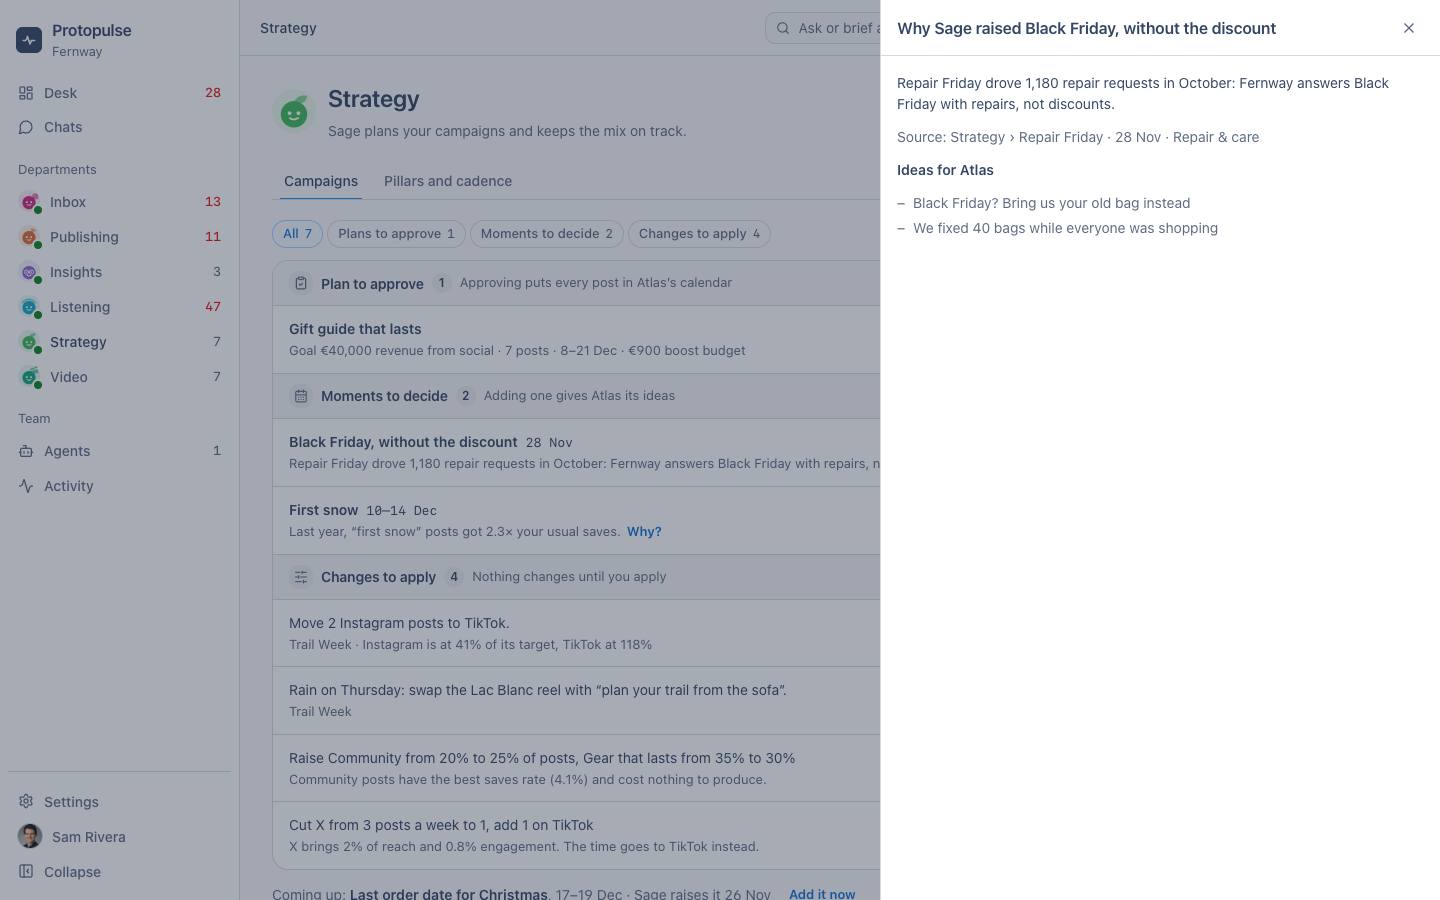 Protopulse
Fernway
Desk 28
Chats
Departments
Inbox 13
Publishing 11
Insights 3
Listening 47
Strategy 7
Video 7
Team
Agents 1
Activity
Settings
Sam Rivera
Collapse
Strategy
Ask or brief a
Strategy
Sage plans your campaigns and keeps the mix on track.
Campaigns Pillars and cadence
All 7 Plans to approve 1 Moments to decide 2 Changes to apply 4
Plan to approve 1 Approving puts every post in Atlas's calendar
Gift guide that lasts
Goal €40,000 revenue from social · 7 posts · 8–21 Dec · €900 boost budget
Moments to decide 2 Adding one gives Atlas its ideas
Black Friday, without the discount 28 Nov
Repair Friday drove 1,180 repair requests in October: Fernway answers Black Friday with repairs, n
First snow 10–14 Dec
Last year, “first snow” posts got 2.3× your usual saves. Why?
Changes to apply 4 Nothing changes until you apply
Move 2 Instagram posts to TikTok.
Trail Week · Instagram is at 41% of its target, TikTok at 118%
Rain on Thursday: swap the Lac Blanc reel with “plan your trail from the sofa”.
Trail Week
Raise Community from 20% to 25% of posts, Gear that lasts from 35% to 30%
Community posts have the best saves rate (4.1%) and cost nothing to produce.
Cut X from 3 posts a week to 1, add 1 on TikTok
X brings 2% of reach and 0.8% engagement. The time goes to TikTok instead.
Coming up: Last order date for Christmas, 17–19 Dec · Sage raises it 26 Nov Add it now
Why Sage raised Black Friday, without the discount
Repair Friday drove 1,180 repair requests in October: Fernway answers Black
Friday with repairs, not discounts.
Source: Strategy › Repair Friday · 28 Nov · Repair & care
Ideas for Atlas
– Black Friday? Bring us your old bag instead
– We fixed 40 bags while everyone was shopping